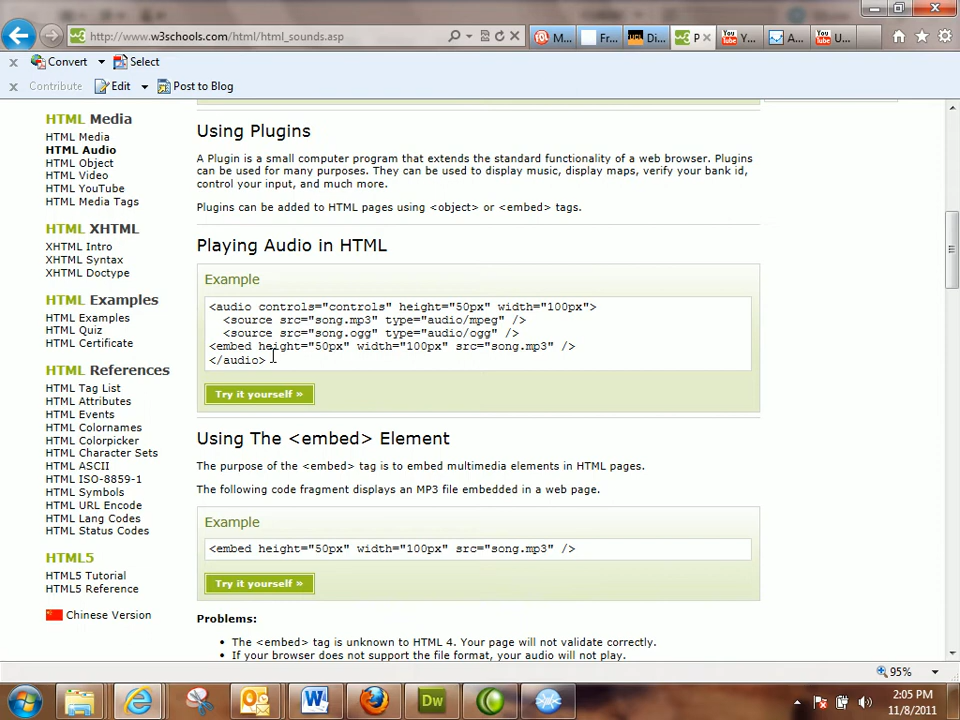 http://www.w3schools.com/html/html_sounds.asp
M...
Fr...
UCL Di...
P
You Tube Y...
A...
You Tube U...
x Convert Select
x Contribute Edit Post to Blog
HTML Media
HTML Media
HTML Audio
HTML Object
HTML Video
HTML YouTube
HTML Media Tags
HTML XHTML
XHTML Intro
XHTML Syntax
XHTML Doctype
HTML Examples
HTML Examples
HTML Quiz
HTML Certificate
HTML References
HTML Tag List
HTML Attributes
HTML Events
HTML Colornames
HTML Colorpicker
HTML Character Sets
HTML ASCII
HTML ISO-8859-1
HTML Symbols
HTML URL Encode
HTML Lang Codes
HTML Status Codes
HTML5
HTML5 Tutorial
HTML5 Reference
Chinese Version
Using Plugins
A Plugin is a small computer program that extends the standard functionality of a web browser. Plugins
can be used for many purposes. They can be used to display music, display maps, verify your bank id,
control your input, and much more.
Plugins can be added to HTML pages using <object> or <embed> tags.
Playing Audio in HTML
Example
<audio controls="controls" height="50px" width="100px">
<source src="song.mp3" type="audio/mpeg" />
<source src="song.ogg" type="audio/ogg" />
<embed height="50px" width="100px" src="song.mp3" />
</audio>
Try it yourself »
Using The <embed> Element
The purpose of the <embed> tag is to embed multimedia elements in HTML pages.
The following code fragment displays an MP3 file embedded in a web page.
Example
<embed height="50px" width="100px" src="song.mp3" />
Try it yourself »
Problems:
• The <embed> tag is unknown to HTML 4. Your page will not validate correctly.
• If your browser does not support the file format, your audio will not play.
95%
W
Dw
2:05 PM
11/8/2011